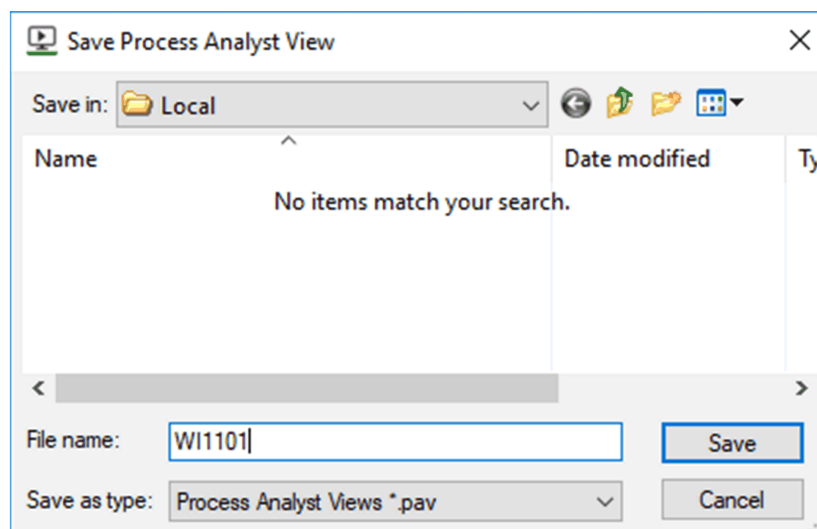 Save Process Analyst View
Save in: Local
Name Date modified Ty
No items match your search.
File name: WI1101 Save
Save as type: Process Analyst Views *.pav Cancel